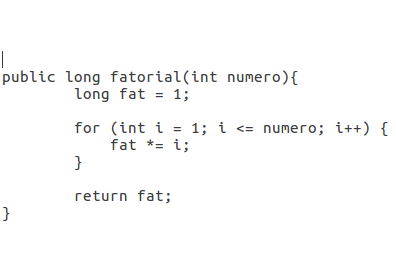 public long fatorial(int numero){
        long fat = 1;

        for (int i = 1; i <= numero; i++) {
            fat *= i;
        }

        return fat;
}